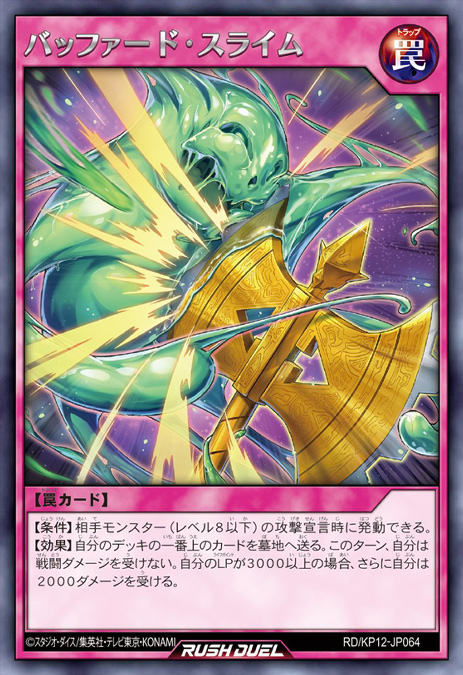 バッファード・スライム
トラップ
罠
【罠カード】
【条件】相手モンスター(レベル8以下)の攻撃宣言時に発動できる。
【効果】自分のデッキの一番上のカードを墓地へ送る。このターン、自分は
戦闘ダメージを受けない。自分のLPが3000以上の場合、さらに自分は
2000ダメージを受ける。
©スタジオ・ダイス/集英社・テレビ東京・KONAMI
RUSH DUEL
RD/KP12-JP064